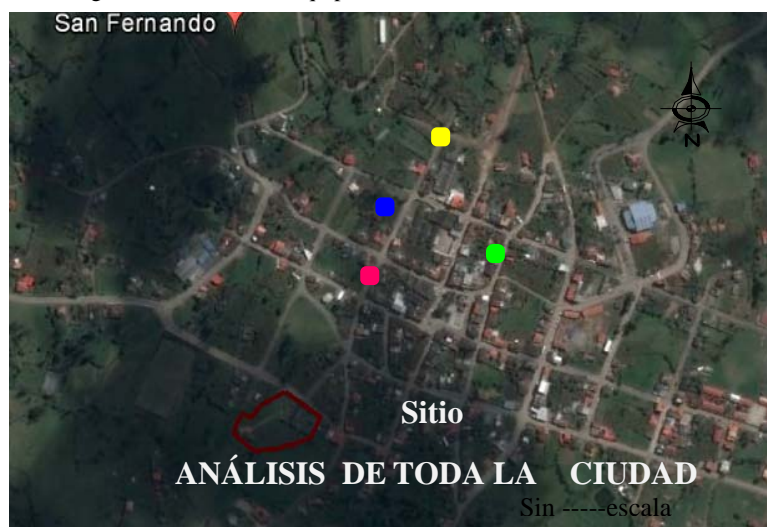 San Fernando
N
Sitio
ANÁLISIS DE TODA LA CIUDAD
Sin -----escala